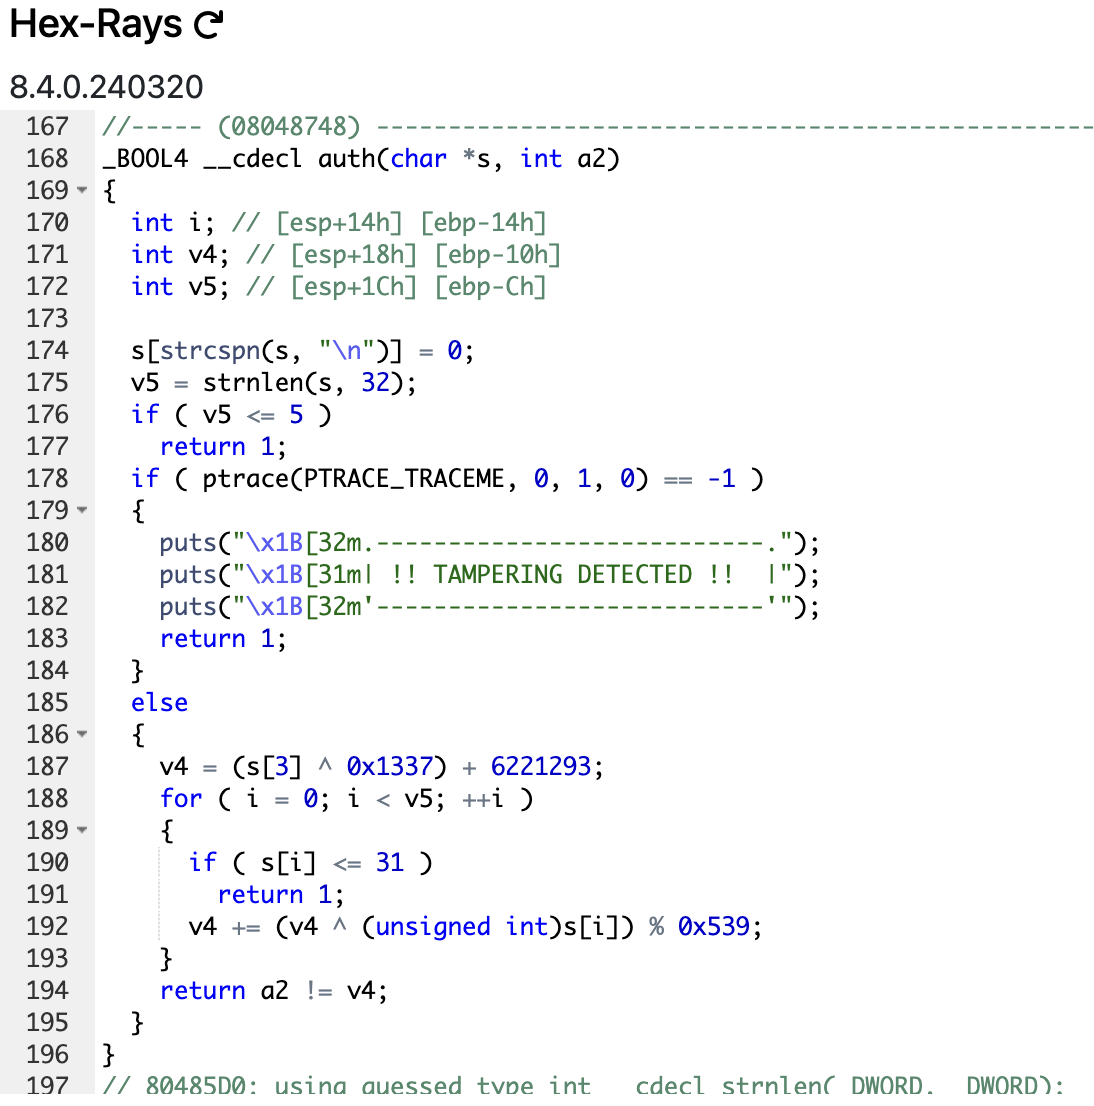 Hex-Rays
8.4.0.240320
167 //----- (08048748) --------------------------------------------------
168 _BOOL4 __cdecl auth(char *s, int a2)
169 {
170   int i; // [esp+14h] [ebp-14h]
171   int v4; // [esp+18h] [ebp-10h]
172   int v5; // [esp+1Ch] [ebp-Ch]
173
174   s[strcspn(s, "\n")] = 0;
175   v5 = strnlen(s, 32);
176   if ( v5 <= 5 )
177     return 1;
178   if ( ptrace(PTRACE_TRACEME, 0, 1, 0) == -1 )
179   {
180     puts("\x1B[32m.---------------------------.");
181     puts("\x1B[31m| !! TAMPERING DETECTED !!  |");
182     puts("\x1B[32m'---------------------------'");
183     return 1;
184   }
185   else
186   {
187     v4 = (s[3] ^ 0x1337) + 6221293;
188     for ( i = 0; i < v5; ++i )
189     {
190       if ( s[i] <= 31 )
191         return 1;
192       v4 += (v4 ^ (unsigned int)s[i]) % 0x539;
193     }
194     return a2 != v4;
195   }
196 }
197 // 80485D0: using guessed type int __cdecl strnlen(_DWORD, _DWORD);